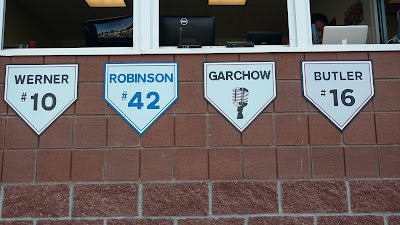 WERNER
#10
ROBINSON
#42
GARCHOW
BUTLER
#16